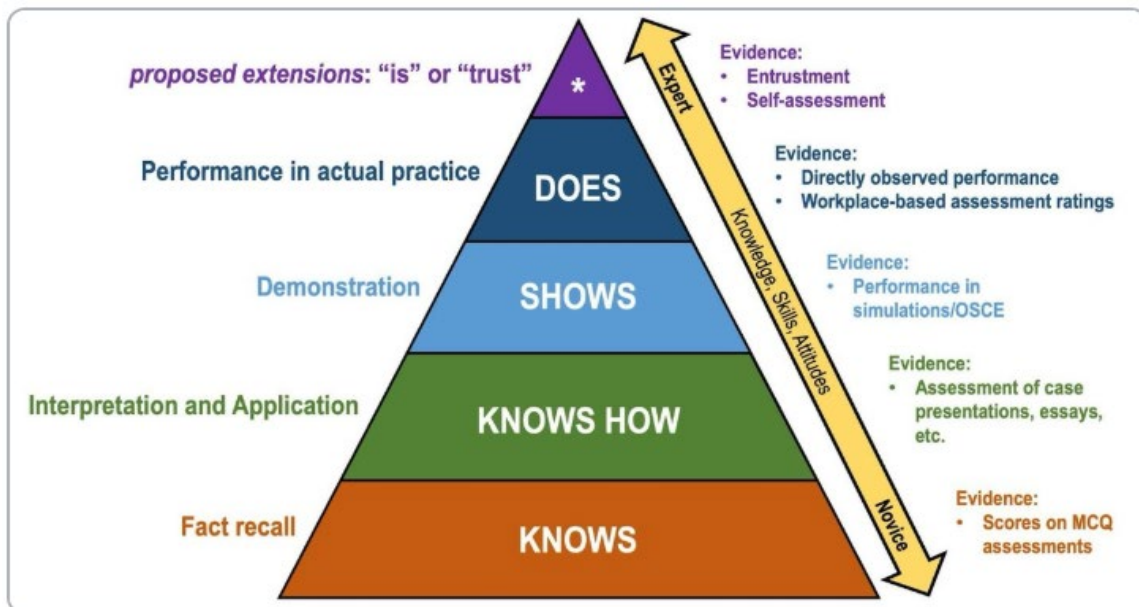 proposed extensions: “is” or “trust”
*
Expert
Evidence:
• Entrustment
• Self-assessment
Performance in actual practice
DOES
Evidence:
• Directly observed performance
• Workplace-based assessment ratings
Knowledge, Skills, Attitudes
Demonstration
SHOWS
Evidence:
• Performance in
simulations/OSCE
Interpretation and Application
KNOWS HOW
Evidence:
• Assessment of case
presentations, essays,
etc.
Fact recall
KNOWS
Novice
Evidence:
• Scores on MCQ
assessments